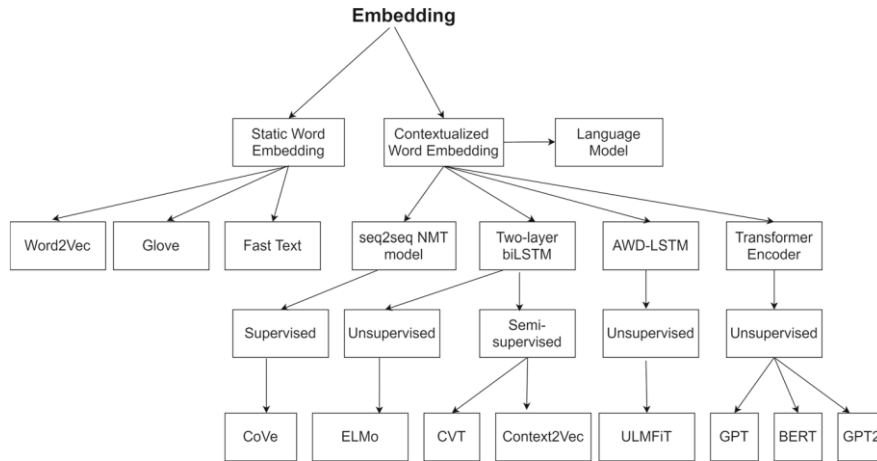 Embedding
Static Word
Embedding
Contextualized
Word Embedding
Language
Model
Word2Vec
Glove
Fast Text
seq2seq NMT
model
Two-layer
biLSTM
AWD-LSTM
Transformer
Encoder
Supervised
Unsupervised
Semi-
supervised
Unsupervised
Unsupervised
CoVe
ELMo
CVT
Context2Vec
ULMFiT
GPT
BERT
GPT2